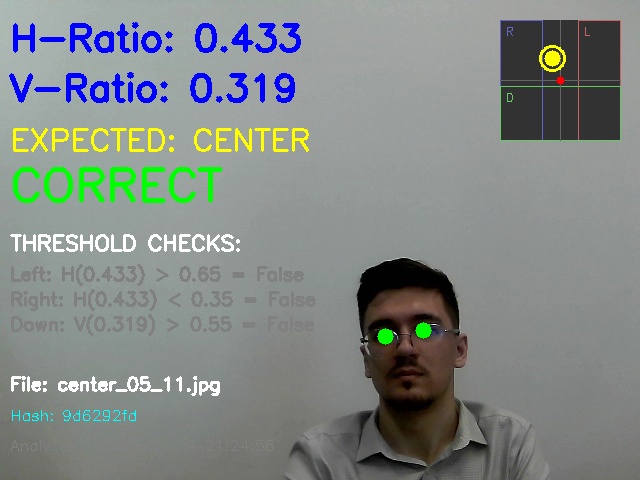 H-Ratio: 0.433
V-Ratio: 0.319
EXPECTED: CENTER
CORRECT
THRESHOLD CHECKS:
Left: H(0.433) > 0.65 = False
Right: H(0.433) < 0.35 = False
Down: V(0.319) > 0.55 = False
File: center_05_11.jpg
Hash: 9d6292fd
R
L
D